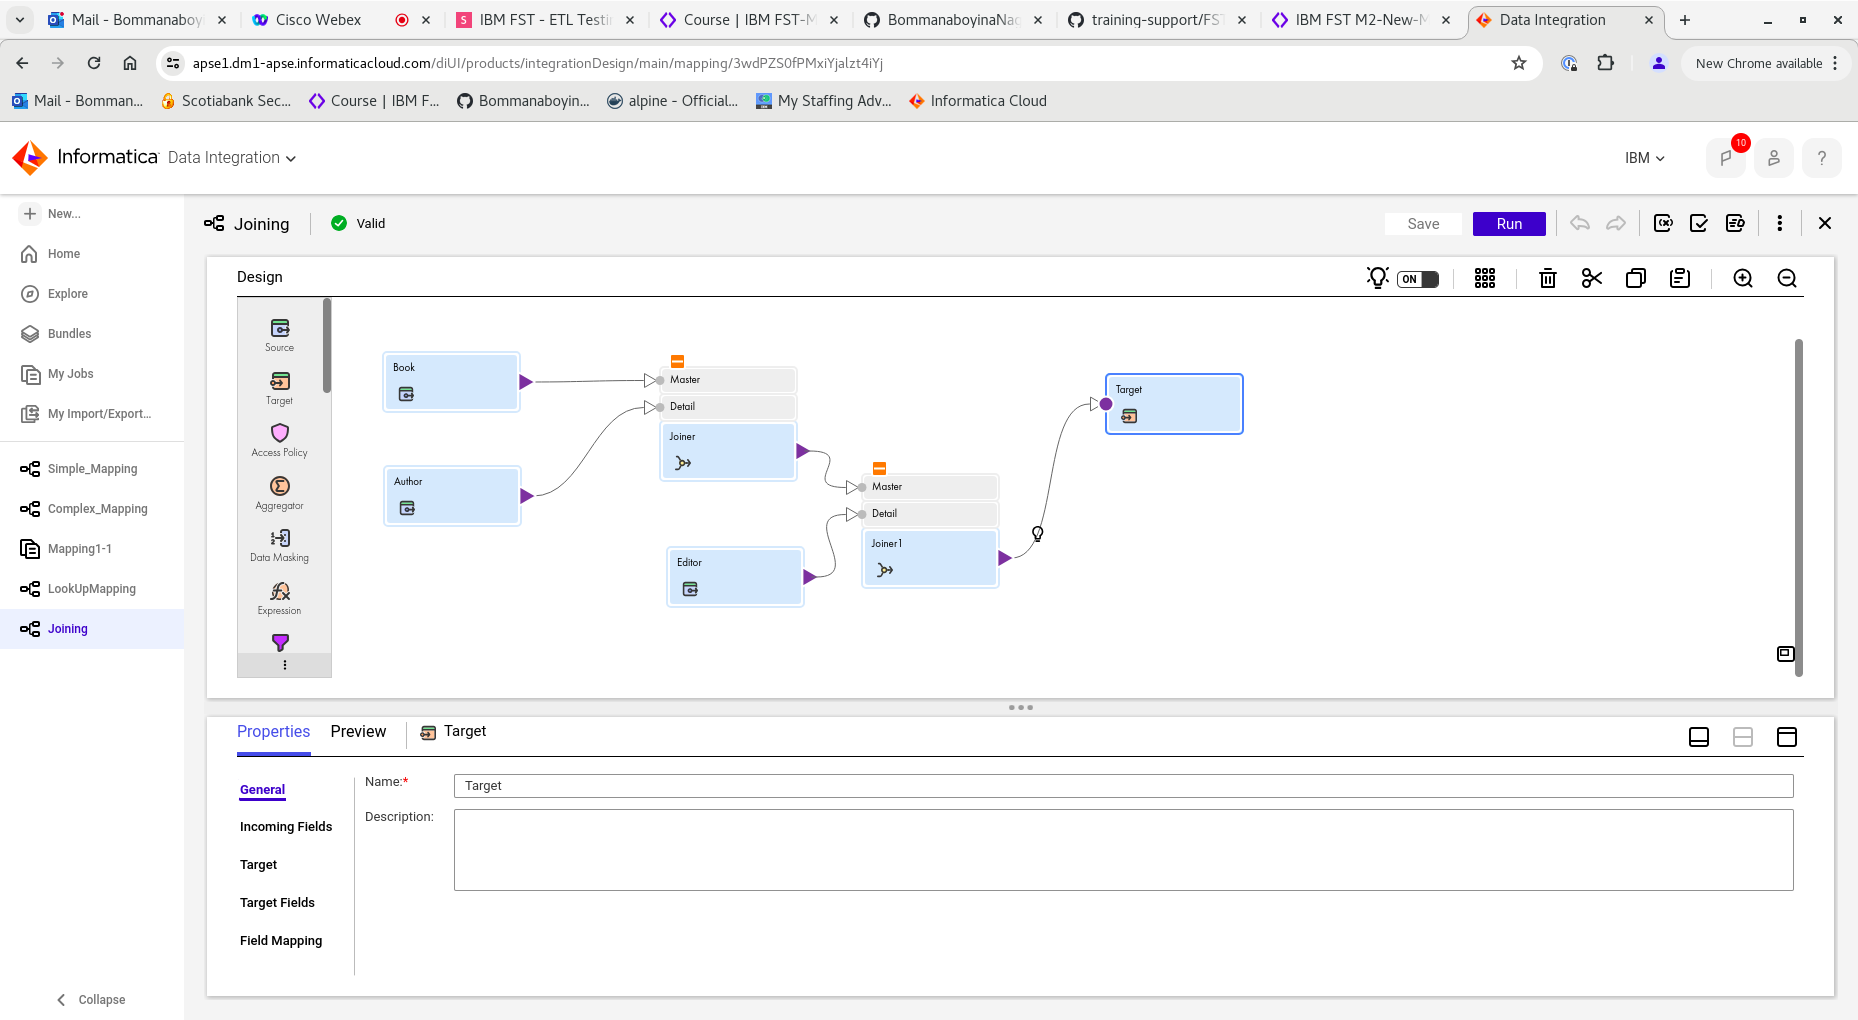 Mail - Bommanaboy
Cisco Webex
IBM FST - ETL Testi
Course | IBM FST-M
BommanaboyinaNag
training-support/FST
IBM FST M2-New-M
Data Integration
apse1.dm1-apse.informaticacloud.com/diUI/products/integrationDesign/main/mapping/3wdPZS0fPMxiYjalzt4iYj
New Chrome available
Mail - Bomman...
Scotiabank Sec...
Course | IBM F...
Bommanaboyin...
alpine - Official...
My Staffing Adv...
Informatica Cloud
Informatica
Data Integration
IBM
10
?
New...
Home
Explore
Bundles
My Jobs
My Import/Export...
Simple_Mapping
Complex_Mapping
Mapping1-1
LookUpMapping
Joining
Collapse
Joining
Valid
Save
Run
Design
ON
Source
Target
Access Policy
Aggregator
Data Masking
Expression
Book
Author
Master
Detail
Joiner
Editor
Master
Detail
Joiner1
Target
Properties
Preview
Target
General
Incoming Fields
Target
Target Fields
Field Mapping
Name:*
Target
Description: